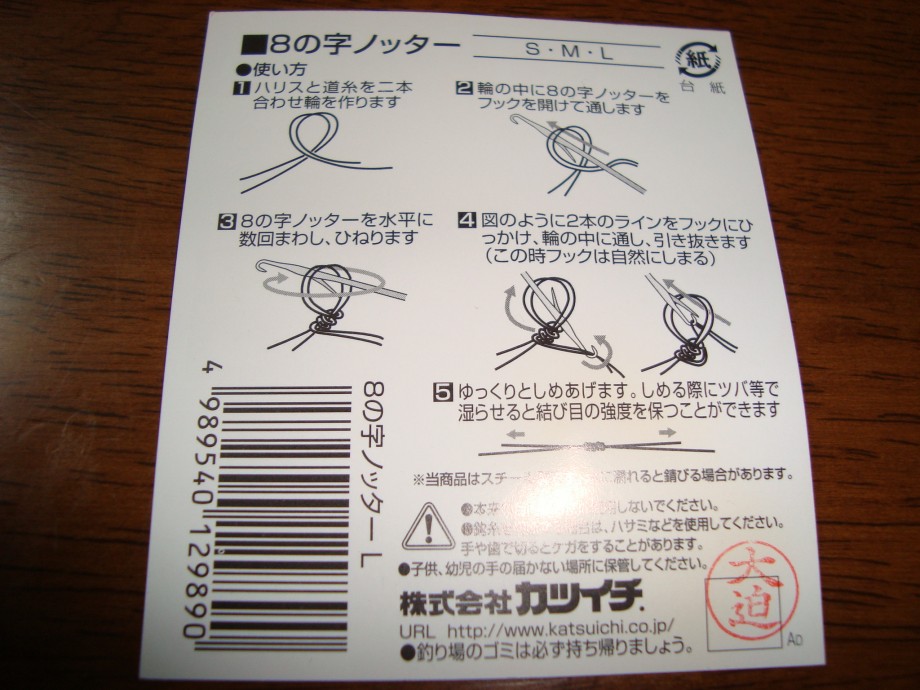 ■8の字ノッター
S・M・L
紙
台紙
●使い方
1 ハリスと道糸を二本
合わせ輪を作ります
2 輪の中に8の字ノッターを
フックを開けて通します
3 8の字ノッターを水平に
数回まわし、ひねります
4 図のように2本のラインをフックにひ
っかけ、輪の中に通し、引き抜きます
(この時フックは自然にしまる)
5 ゆっくりとしめあげます。しめる際にツバ等で
湿らせると結び目の強度を保つことができます
※当商品はスチー
に濡れると錆びる場合があります。
しないでください。
は、ハサミなどを使用してください。
手や歯で切るとケガをすることがあります。
●子供、幼児の手の届かない場所に保管してください。
株式会社カツイチ.
URL http://www.katsuichi.co.jp/
●釣り場のゴミは必ず持ち帰りましょう。
大迫
AD
8の字ノッター L
4 989540 129890